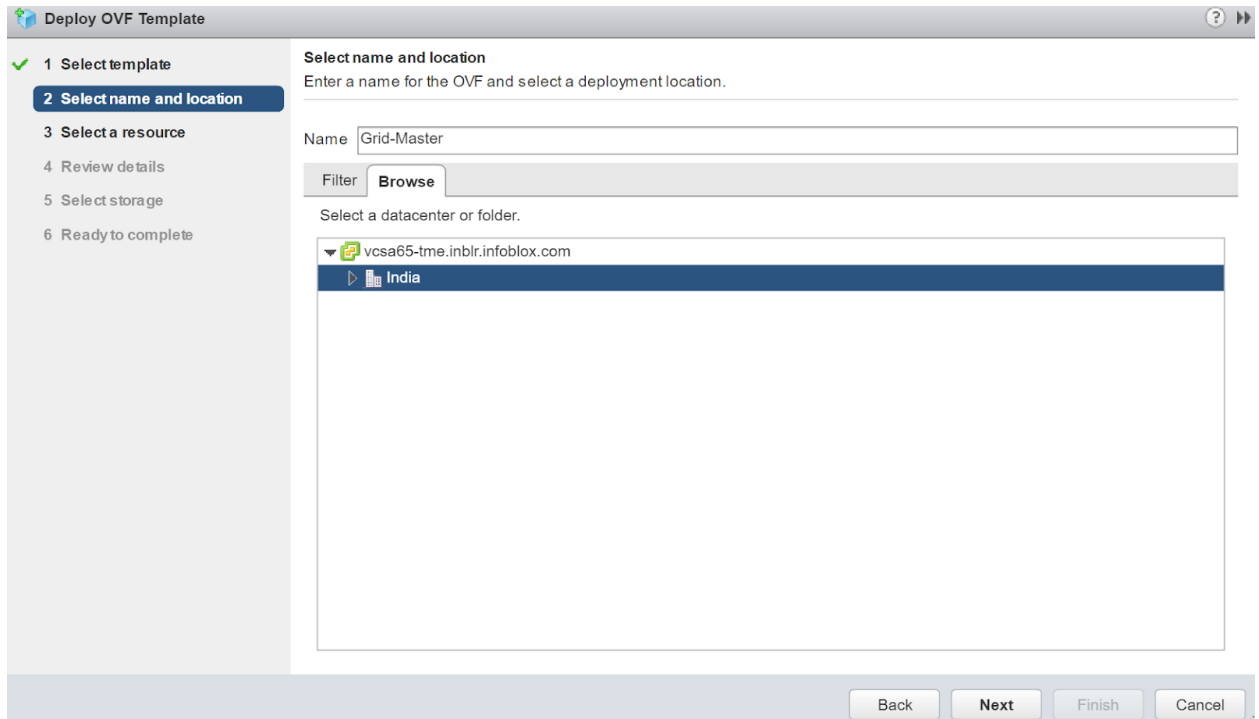 Deploy OVF Template
?
1 Select template
2 Select name and location
3 Select a resource
4 Review details
5 Select storage
6 Ready to complete
Select name and location
Enter a name for the OVF and select a deployment location.
Name Grid-Master
Filter Browse
Select a datacenter or folder.
vcsa65-tme.inblr.infoblox.com
India
Back Next Finish Cancel